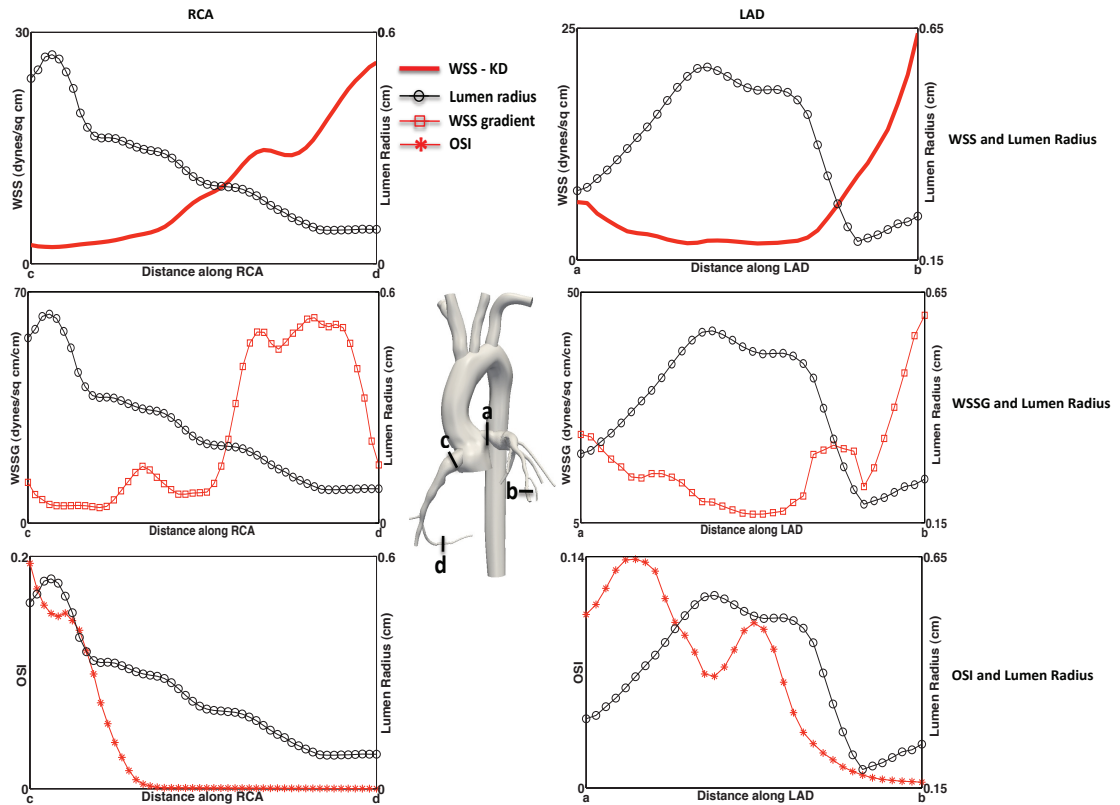 RCA
LAD
30
0.6
WSS (dynes/sq cm)
Lumen Radius (cm)
0
0
c
Distance along RCA
d
WSS - KD
Lumen radius
WSS gradient
OSI
25
0.65
WSS (dynes/sq cm)
Lumen Radius (cm)
0.15
0
a
Distance along LAD
b
WSS and Lumen Radius
70
0.6
WSSG (dynes/sq cm/cm)
Lumen Radius (cm)
0
0
c
Distance along RCA
d
a
c
b
d
50
0.65
WSSG (dynes/sq cm/cm)
Lumen Radius (cm)
5
0.15
a
Distance along LAD
b
WSSG and Lumen Radius
0.2
0.6
OSI
Lumen Radius (cm)
0
0
c
Distance along RCA
d
0.14
0.65
OSI
Lumen Radius (cm)
0
0.15
a
Distance along LAD
b
OSI and Lumen Radius